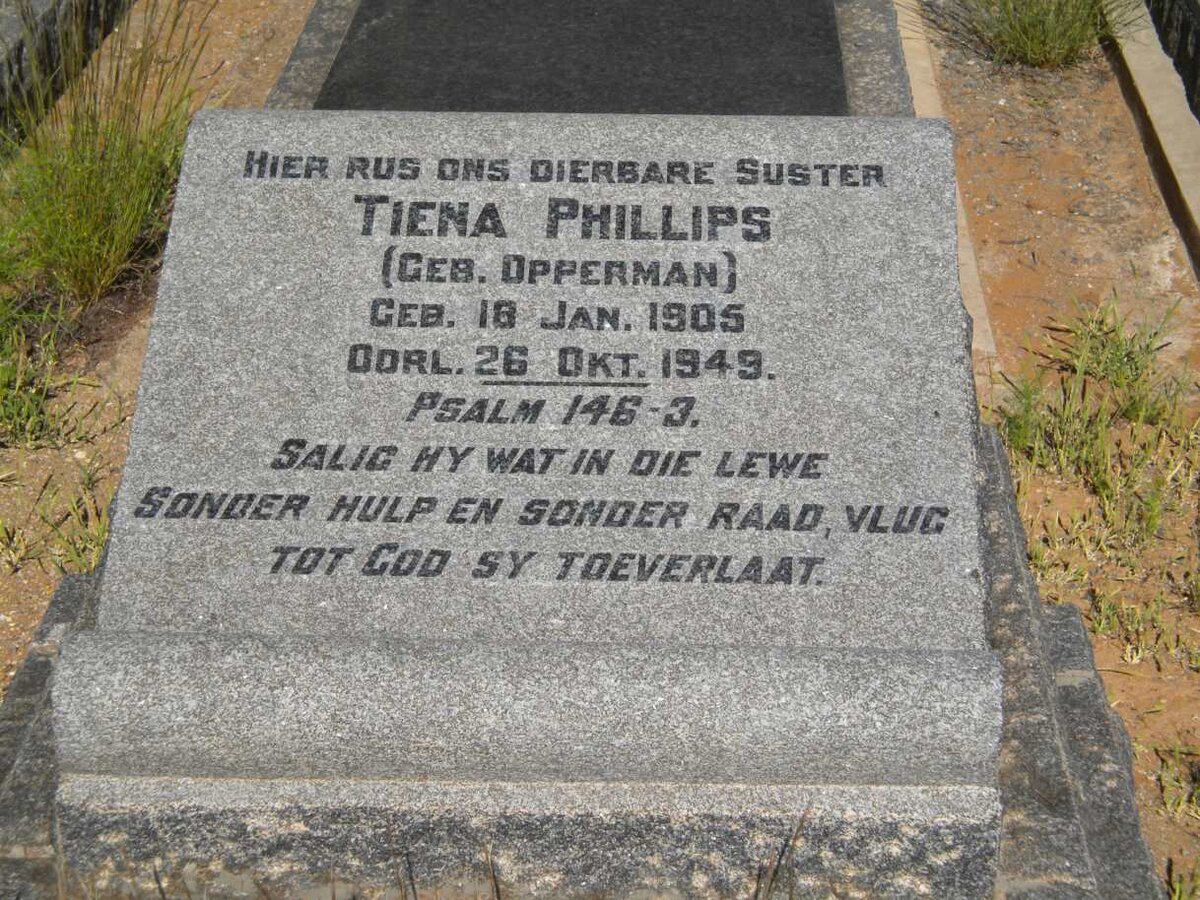 HIER RUS ONS DIERBARE SUSTER
TIENA PHILLIPS
(GEB. OPPERMAN)
GEB. 18 JAN. 1905
OORL. 26 OKT. 1949.
PSALM 146-3.
SALIG HY WAT IN DIE LEWE
SONDER HULP EN SONDER RAAD, VLUG
TOT GOD SY TOEVERLAAT.